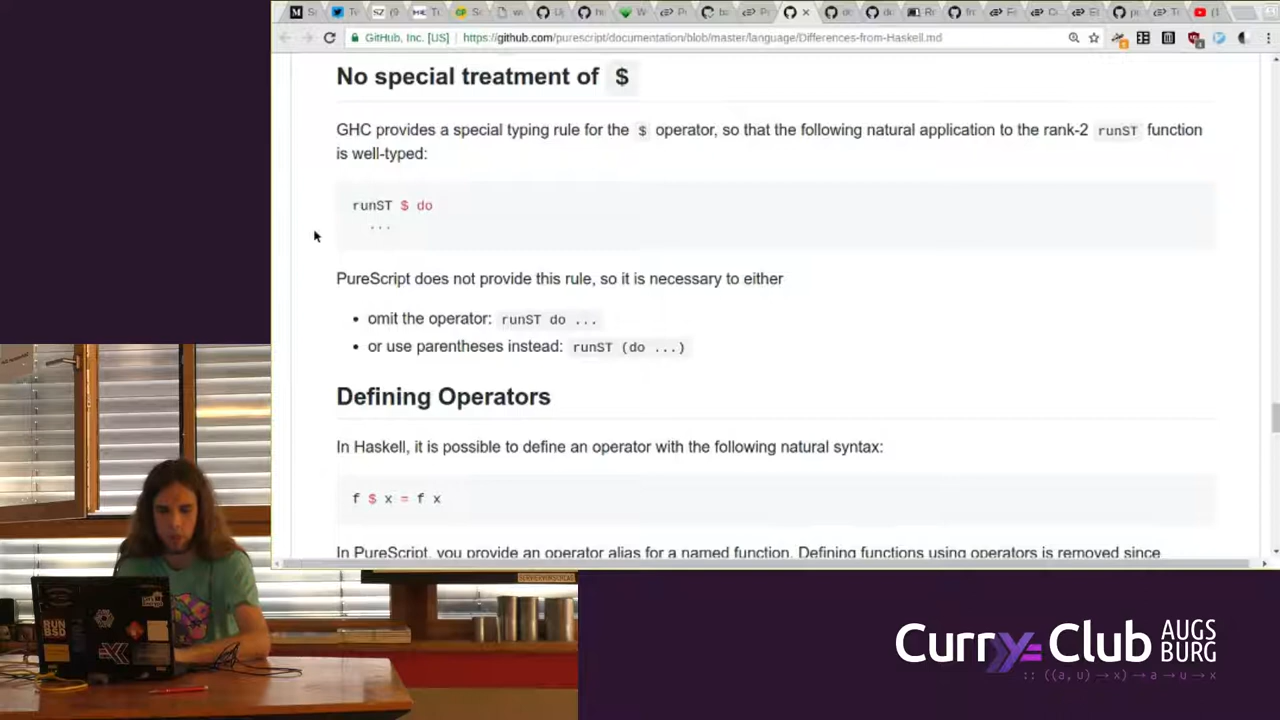 GitHub, Inc. [US]
https://github.com/purescript/documentation/blob/master/language/Differences-from-Haskell.md
No special treatment of $
GHC provides a special typing rule for the $ operator, so that the following natural application to the rank-2 runST function
is well-typed:
runST $ do
...
PureScript does not provide this rule, so it is necessary to either
• omit the operator: runST do ...
• or use parentheses instead: runST (do ...)
Defining Operators
In Haskell, it is possible to define an operator with the following natural syntax:
f $ x = f x
In PureScript, you provide an operator alias for a named function. Defining functions using operators is removed since
RUN
BSD
Curry Club AUGS
BURG
:: ((a, u) → x) → a → u → x